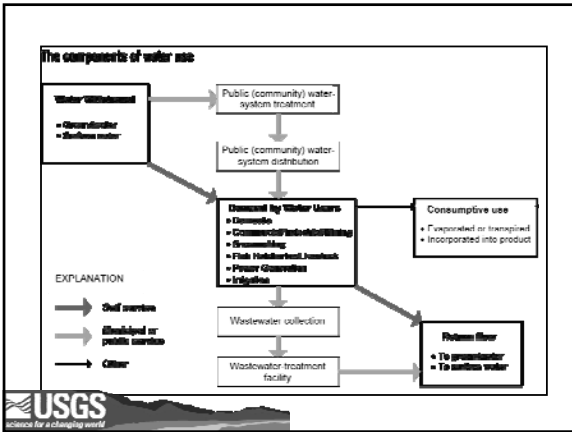 The components of water use
Water Withdrawal
• Groundwater
• Surface water
Public (community) water-
system treatment
Public (community) water-
system distribution
Demand by Water Users
• Domestic
• Commercial/Industrial/Mining
• Snowmaking
• Fish Hatcheries/Livestock
• Power Generation
• Irrigation
Consumptive use
• Evaporated or transpired
• Incorporated into product
EXPLANATION
Self service
Municipal or
public service
Other
Wastewater collection
Wastewater-treatment
facility
Return flow
• To groundwater
• To surface water
USGS
science for a changing world